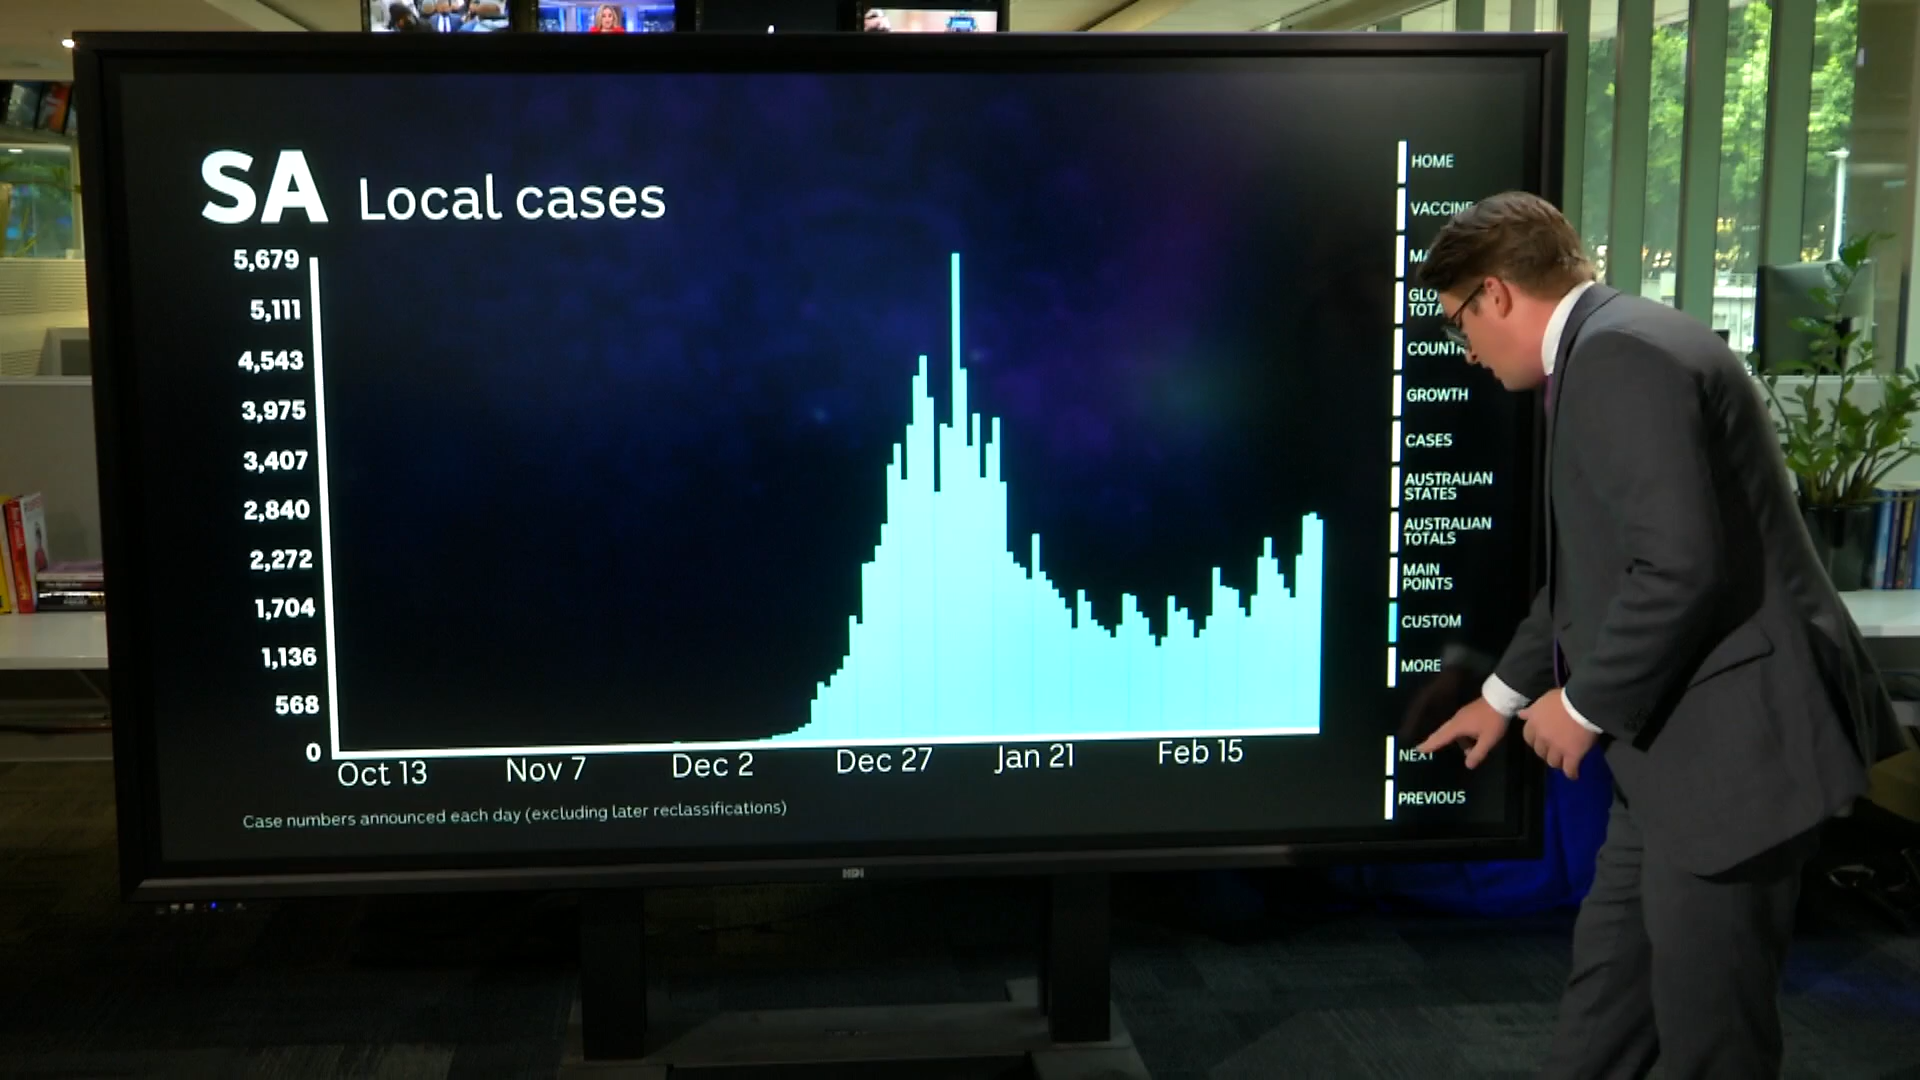 SA Local cases
5,679
5,111
4,543
3,975
3,407
2,840
2,272
1,704
1,136
568
0
Oct 13 Nov 7 Dec 2 Dec 27 Jan 21 Feb 15
Case numbers announced each day (excluding later reclassifications)
HOME
VACCINE
GROWTH
CASES
AUSTRALIAN
STATES
AUSTRALIAN
TOTALS
MAIN
POINTS
CUSTOM
MORE
NEXT
PREVIOUS